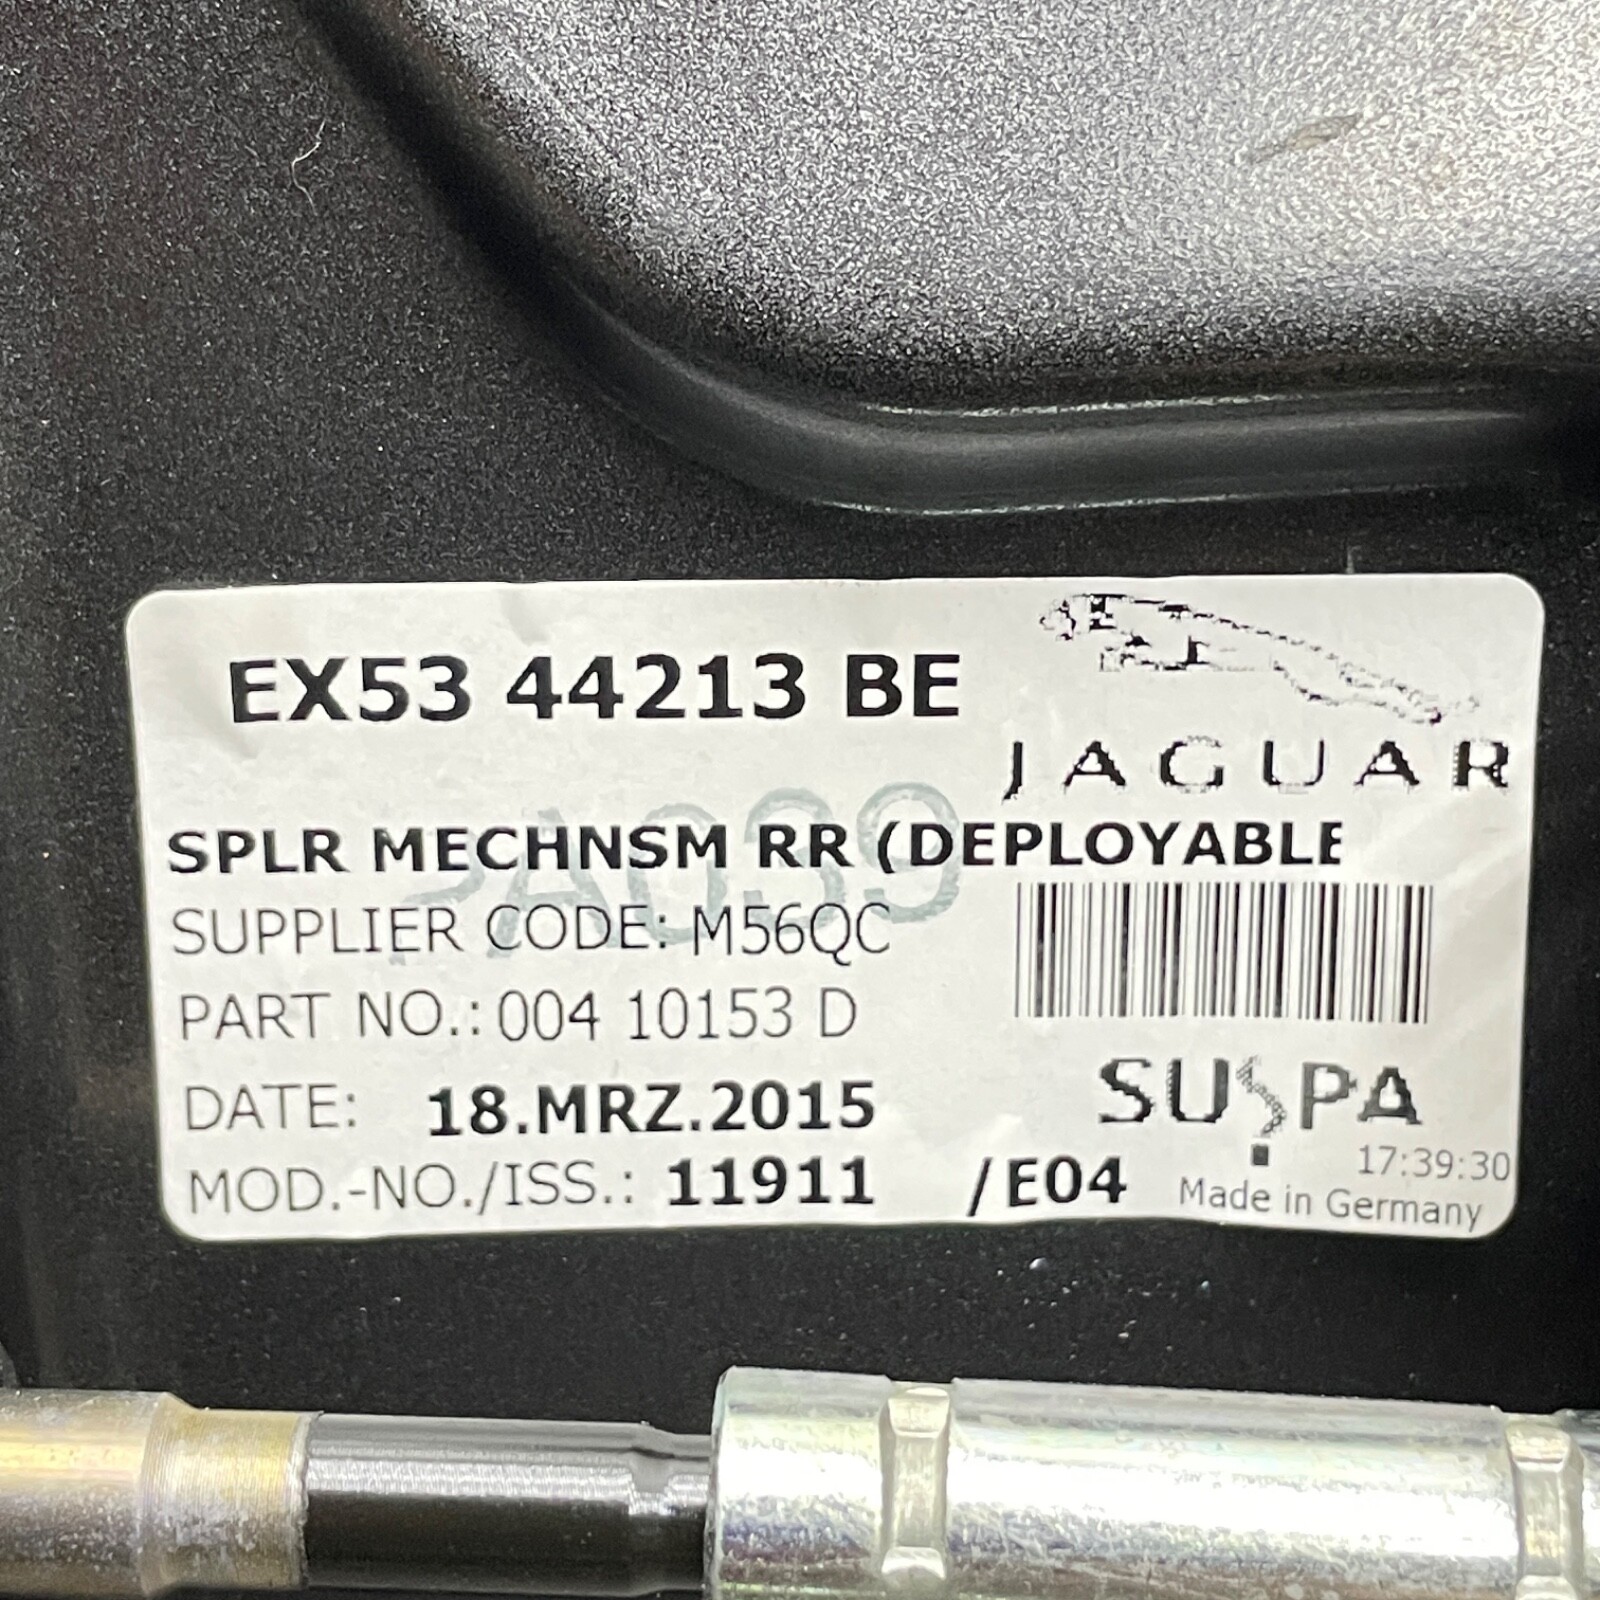 EX53 44213 BE
JAGUAR
PA039
SPLR MECHNSM RR (DEPLOYABLE
SUPPLIER CODE: M56QC
PART NO.: 004 10153 D
SUSPA
DATE: 18.MRZ.2015
17:39:30
MOD.-NO./ISS.: 11911 /E04
Made in Germany